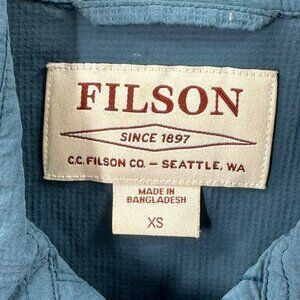 FILSON
SINCE 1897
C.C. FILSON CO. – SEATTLE, WA
MADE IN
BANGLADESH
XS